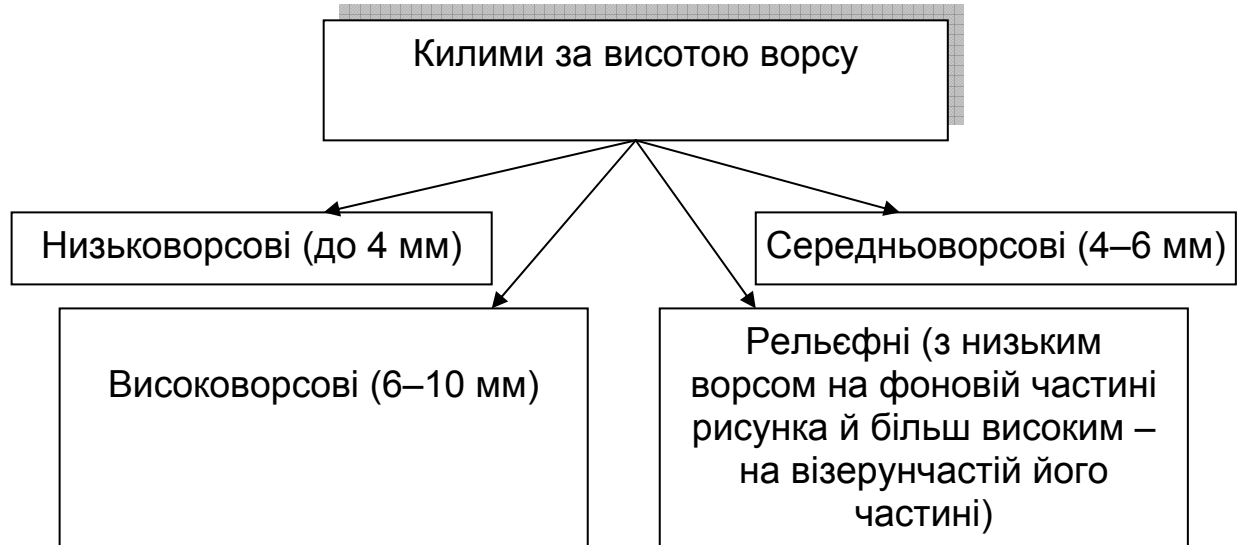 Килими за висотою ворсу
Низьковорсові (до 4 мм)
Середньоворсові (4–6 мм)
Високоворсові (6–10 мм)
Рельєфні (з низьким
ворсом на фоновій частині
рисунка й більш високим –
на візерунчастій його
частині)